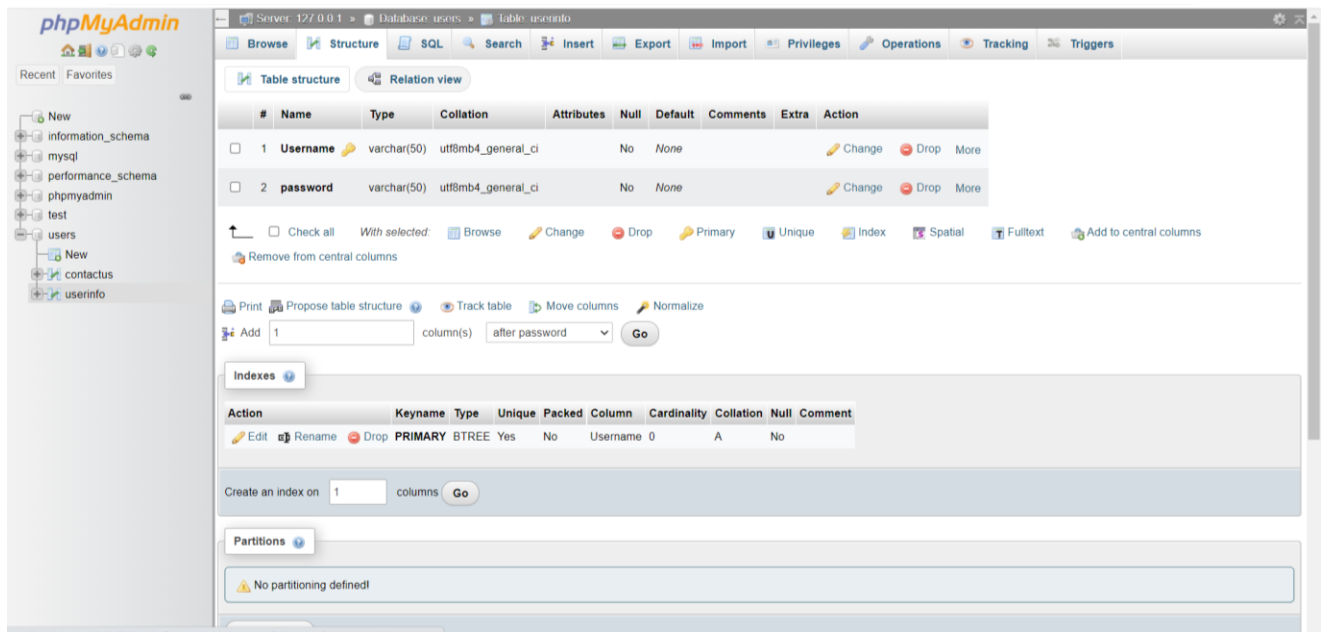 phpMyAdmin
Recent Favorites
New
information_schema
mysql
performance_schema
phpmyadmin
test
users
New
contactus
userinfo
Server: 127.0.0.1 » Database: users » Table: userinfo
Browse Structure SQL Search Insert Export Import Privileges Operations Tracking Triggers
Table structure Relation view
# Name Type Collation Attributes Null Default Comments Extra Action
1 Username varchar(50) utf8mb4_general_ci No None Change Drop More
2 password varchar(50) utf8mb4_general_ci No None Change Drop More
Check all With selected: Browse Change Drop Primary Unique Index Spatial Fulltext Add to central columns
Remove from central columns
Print Propose table structure Track table Move columns Normalize
Add 1 column(s) after password Go
Indexes
Action Keyname Type Unique Packed Column Cardinality Collation Null Comment
Edit Rename Drop PRIMARY BTREE Yes No Username 0 A No
Create an index on 1 columns Go
Partitions
No partitioning defined!